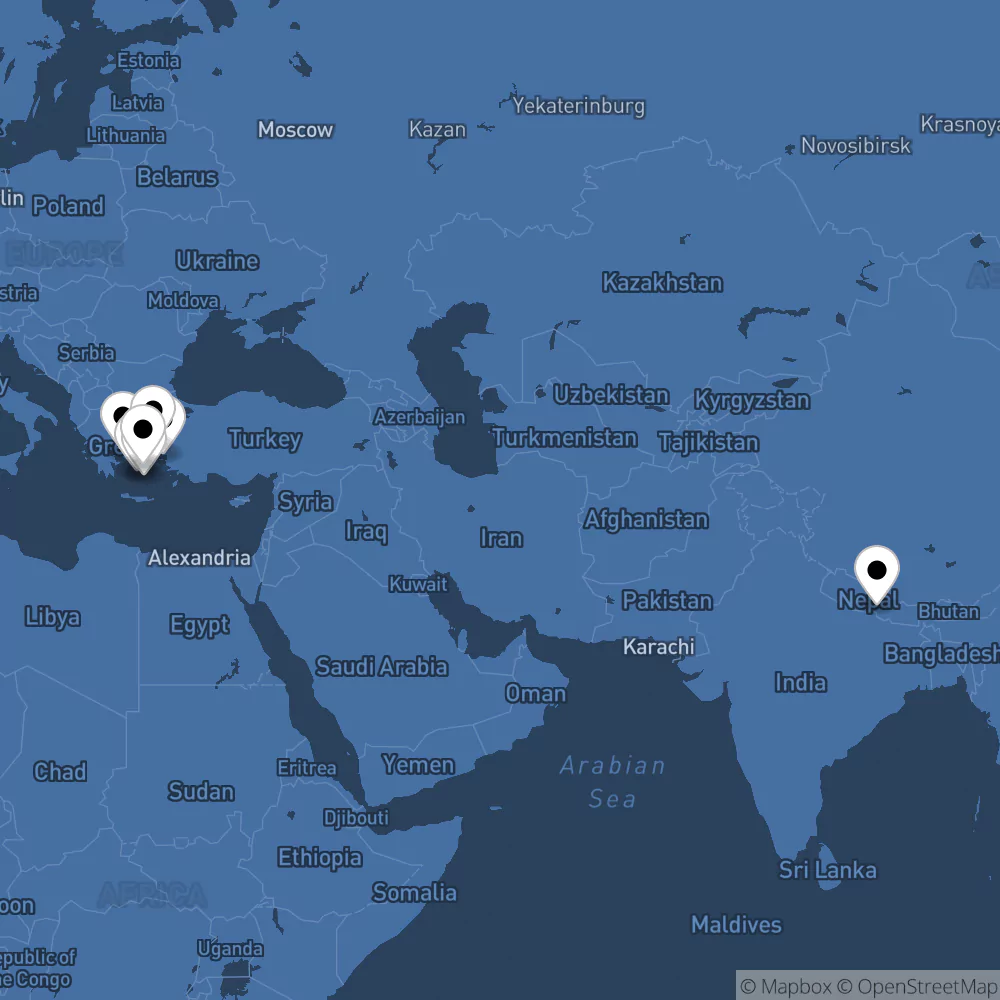 Estonia
Latvia
Lithuania
Moscow
Kazan
Yekaterinburg
Novosibirsk
Krasnoya
Belarus
lin
Poland
EUROPE
Ukraine
AS
Kazakhstan
stria
Moldova
Serbia
y
Azerbaijan
Uzbekistan
Kyrgyzstan
Gre
Turkey
Turkmenistan
Tajikistan
Syria
Iraq
Iran
Afghanistan
Alexandria
Kuwait
Pakistan
Nepal
Bhutan
Libya
Egypt
Karachi
Bangladesh
Saudi Arabia
Oman
India
Chad
Sudan
Eritrea
Yemen
Arabian
Sea
Djibouti
Ethiopia
Somalia
Sri Lanka
AFRICA
oon
Maldives
Uganda
epublic of
he Congo
© Mapbox © OpenStreetMap